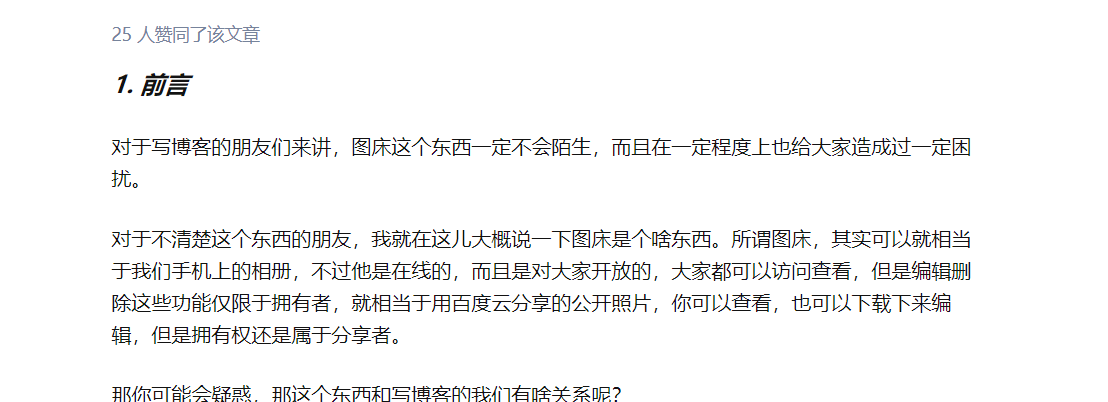 25 人赞同了该文章
1. 前言
对于写博客的朋友们来讲，图床这个东西一定不会陌生，而且在一定程度上也给大家造成过一定困
扰。
对于不清楚这个东西的朋友，我就在这儿大概说一下图床是个啥东西。所谓图床，其实可以就相当
于我们手机上的相册，不过他是在线的，而且是对大家开放的，大家都可以访问查看，但是编辑删
除这些功能仅限于拥有者，就相当于用百度云分享的公开照片，你可以查看，也可以下载下来编
辑，但是拥有权还是属于分享者。
那你可能会疑惑，那这个东西和写博客的我们有啥关系呢？